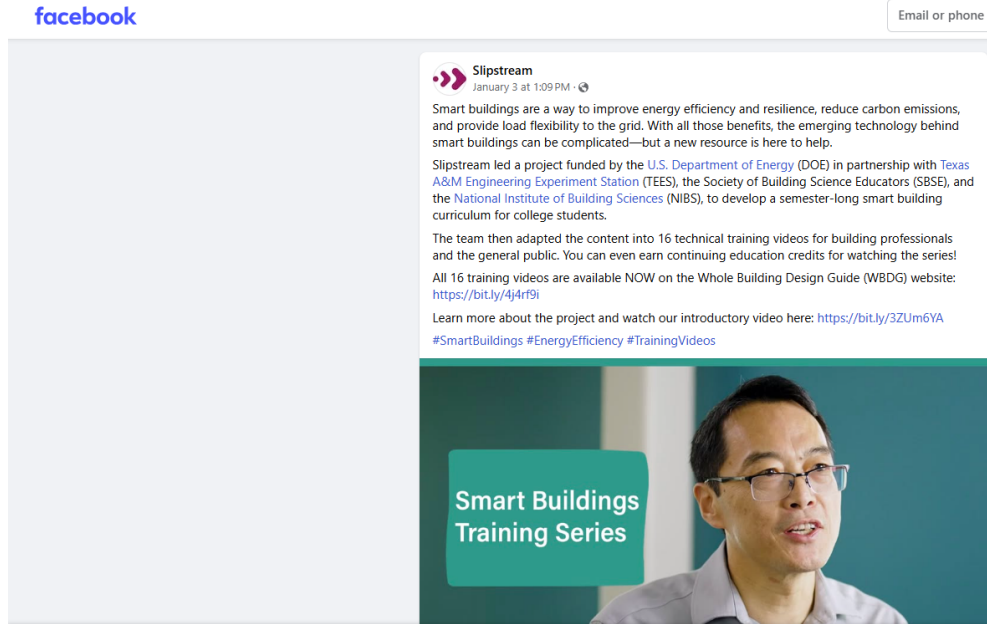 facebook
Email or phone
Slipstream
January 3 at 1:09 PM ·
Smart buildings are a way to improve energy efficiency and resilience, reduce carbon emissions,
and provide load flexibility to the grid. With all those benefits, the emerging technology behind
smart buildings can be complicated—but a new resource is here to help.
Slipstream led a project funded by the U.S. Department of Energy (DOE) in partnership with Texas
A&M Engineering Experiment Station (TEES), the Society of Building Science Educators (SBSE), and
the National Institute of Building Sciences (NIBS), to develop a semester-long smart building
curriculum for college students.
The team then adapted the content into 16 technical training videos for building professionals
and the general public. You can even earn continuing education credits for watching the series!
All 16 training videos are available NOW on the Whole Building Design Guide (WBDG) website:
https://bit.ly/4j4rf9i
Learn more about the project and watch our introductory video here: https://bit.ly/3ZUm6YA
#SmartBuildings #EnergyEfficiency #TrainingVideos
Smart Buildings
Training Series